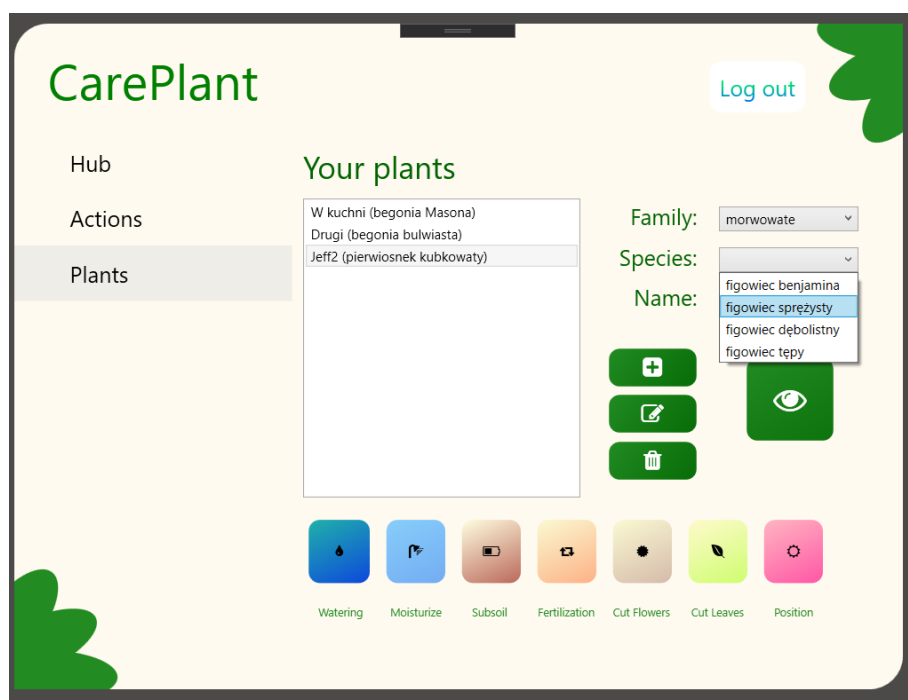 CarePlant
Log out
Hub
Actions
Plants
Your plants
W kuchni (begonia Masona)
Drugi (begonia bulwiasta)
Jeff2 (pierwiosnek kubkowaty)
Family:
morwowate
Species:
Name:
figowiec benjamina
figowiec sprężysty
figowiec dębolistny
figowiec tępy
Watering
Moisturize
Subsoil
Fertilization
Cut Flowers
Cut Leaves
Position